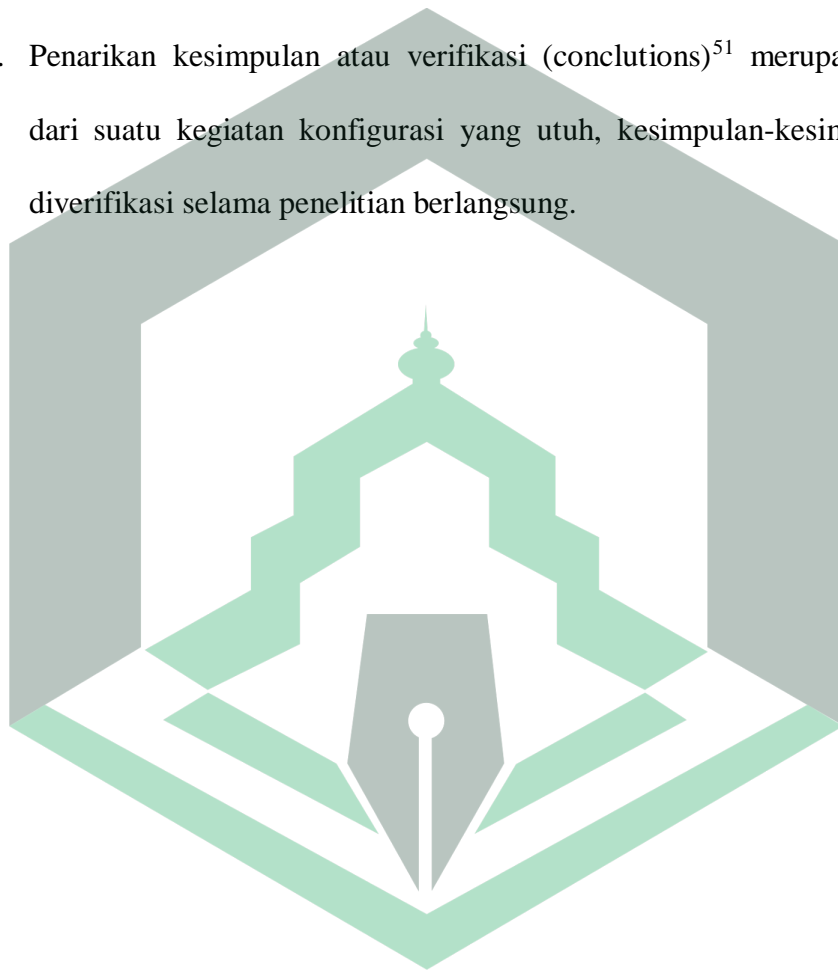 . Penarikan kesimpulan atau verifikasi (conclutions)51 merupa
dari suatu kegiatan konfigurasi yang utuh, kesimpulan-kesim
diverifikasi selama penelitian berlangsung.